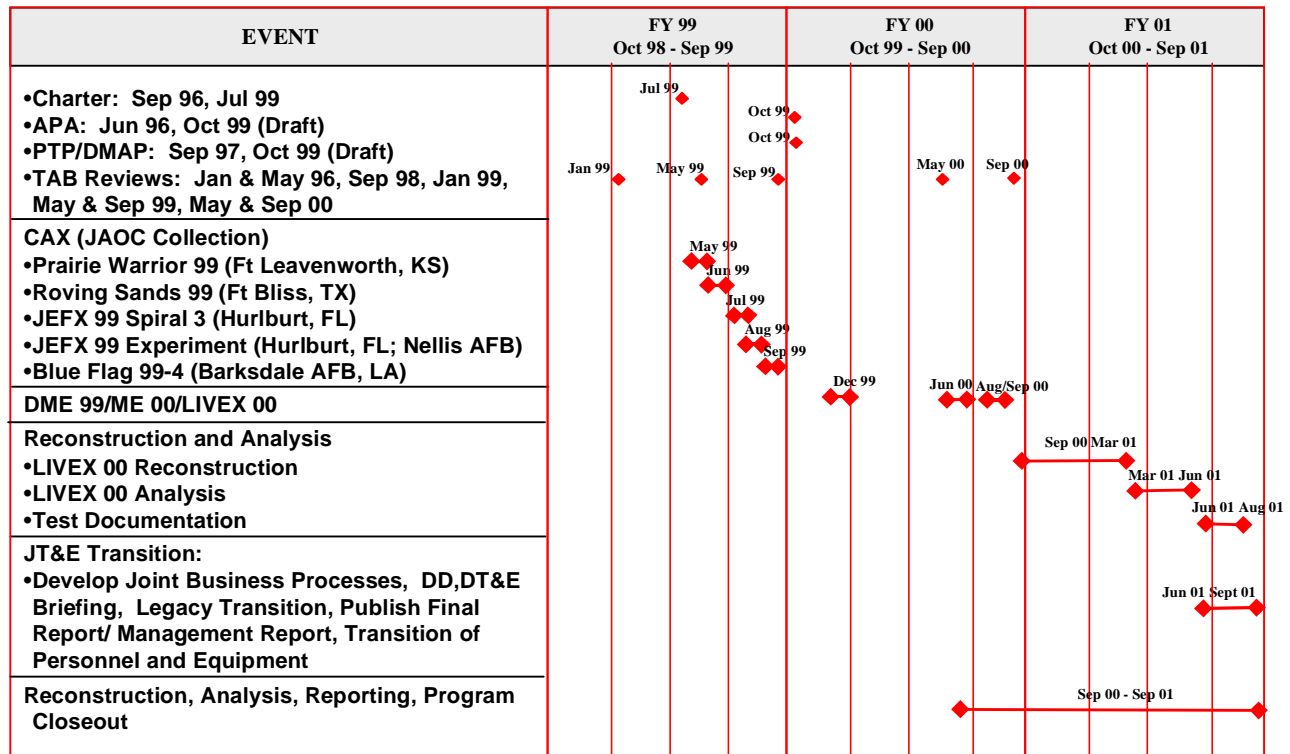 EVENT
FY 99
Oct 98 - Sep 99
FY 00
Oct 99 - Sep 00
FY 01
Oct 00 - Sep 01
•Charter: Sep 96, Jul 99
•APA: Jun 96, Oct 99 (Draft)
•PTP/DMAP: Sep 97, Oct 99 (Draft)
•TAB Reviews: Jan & May 96, Sep 98, Jan 99,
May & Sep 99, May & Sep 00
Jul 99
Oct 99
Oct 99
Jan 99
May 99
Sep 99
May 00
Sep 00
CAX (JAOC Collection)
•Prairie Warrior 99 (Ft Leavenworth, KS)
•Roving Sands 99 (Ft Bliss, TX)
•JEFX 99 Spiral 3 (Hurlburt, FL)
•JEFX 99 Experiment (Hurlburt, FL; Nellis AFB)
•Blue Flag 99-4 (Barksdale AFB, LA)
May 99
Jun 99
Jul 99
Aug 99
Sep 99
DME 99/ME 00/LIVEX 00
Dec 99
Jun 00
Aug/Sep 00
Reconstruction and Analysis
•LIVEX 00 Reconstruction
•LIVEX 00 Analysis
•Test Documentation
Sep 00 Mar 01
Mar 01 Jun 01
Jun 01 Aug 01
JT&E Transition:
•Develop Joint Business Processes, DD,DT&E
Briefing, Legacy Transition, Publish Final
Report/ Management Report, Transition of
Personnel and Equipment
Jun 01 Sept 01
Reconstruction, Analysis, Reporting, Program
Closeout
Sep 00 - Sep 01